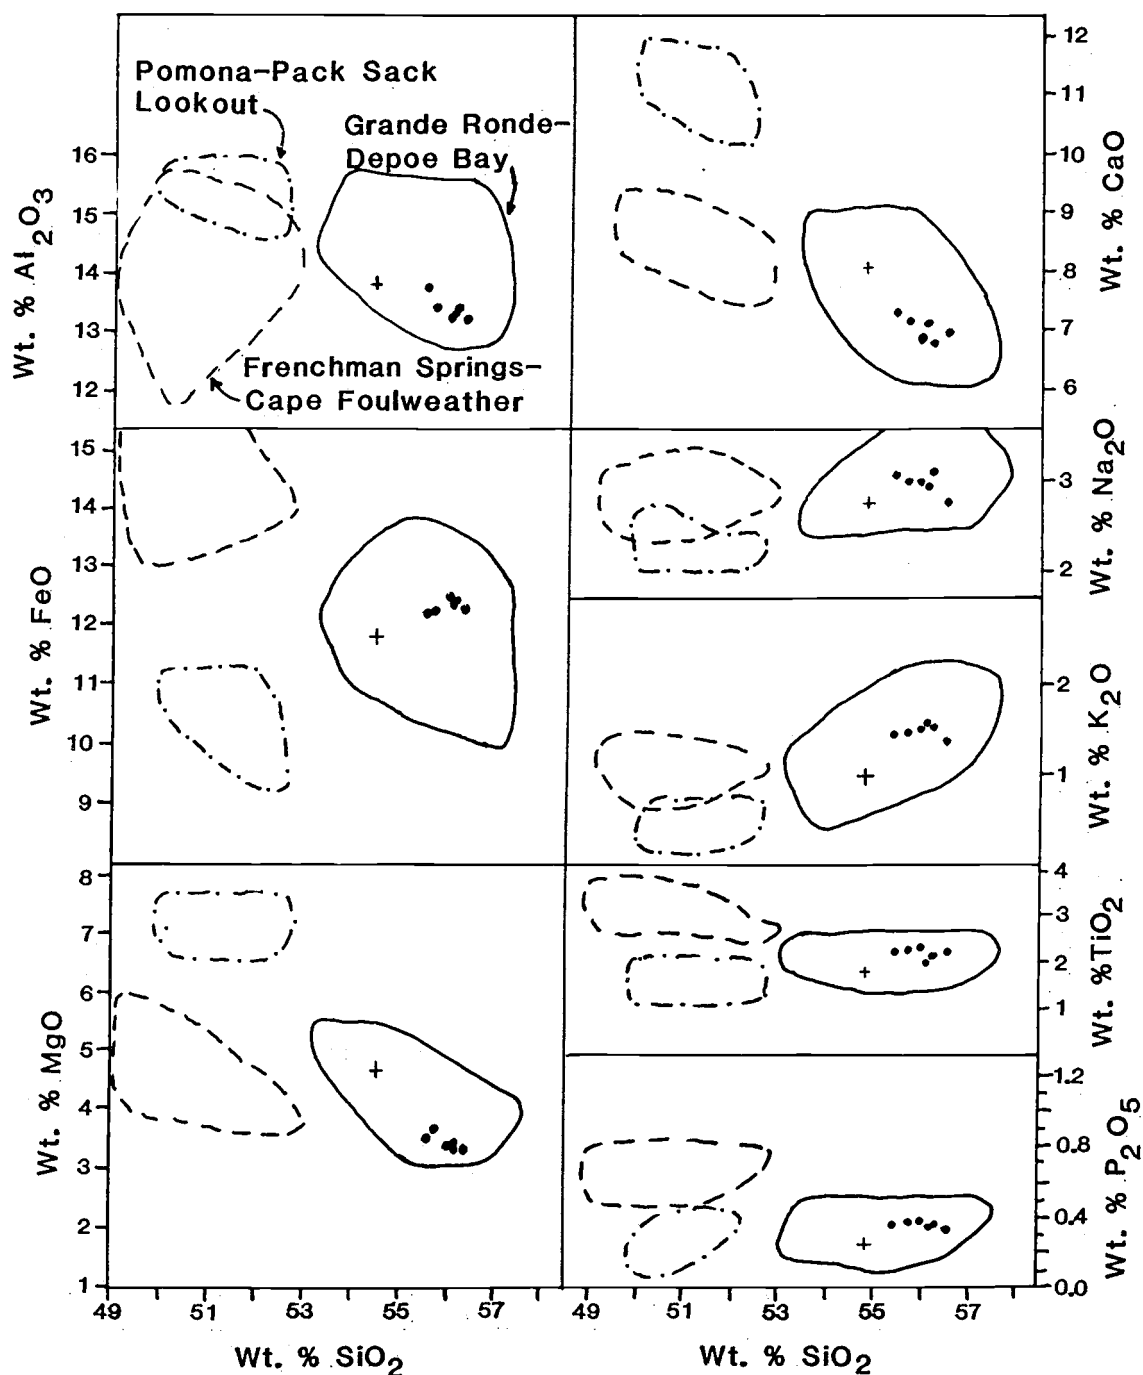 Pomona-Pack Sack
Lookout
Grande Ronde-
Depoe Bay
Frenchman Springs-
Cape Foulweather
Wt. % Al2O3
16
15
14
13
12
Wt. % CaO
12
11
10
9
8
7
6
Wt. % FeO
15
14
13
12
11
10
9
Wt. % Na2O
3
2
Wt. % K2O
2
1
Wt. % MgO
8
7
6
5
4
3
2
1
Wt. %TiO2
4
3
2
1
Wt. % P2O5
1.2
0.8
0.4
0.0
49 51 53 55 57
Wt. % SiO2
49 51 53 55 57
Wt. % SiO2